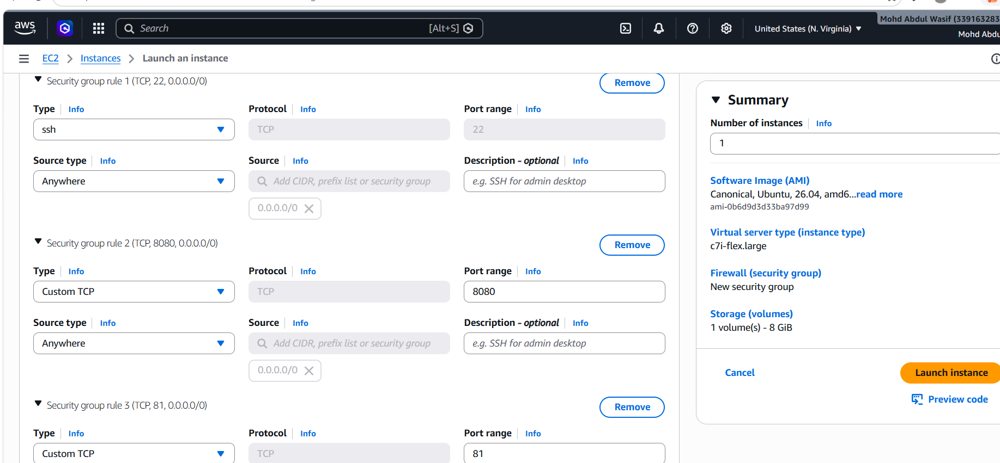 aws
Search
[Alt+S]
United States (N. Virginia)
Mohd Abdul Wasif (339163283
Mohd Abdu
EC2
Instances
Launch an instance
Security group rule 1 (TCP, 22, 0.0.0.0/0)
Remove
Type Info
Protocol Info
Port range Info
ssh
TCP
22
Source type Info
Source Info
Description - optional Info
Anywhere
Add CIDR, prefix list or security group
e.g. SSH for admin desktop
0.0.0.0/0
Security group rule 2 (TCP, 8080, 0.0.0.0/0)
Remove
Type Info
Protocol Info
Port range Info
Custom TCP
TCP
8080
Source type Info
Source Info
Description - optional Info
Anywhere
Add CIDR, prefix list or security group
e.g. SSH for admin desktop
0.0.0.0/0
Security group rule 3 (TCP, 81, 0.0.0.0/0)
Remove
Type Info
Protocol Info
Port range Info
Custom TCP
TCP
81
Summary
Number of instances Info
1
Software Image (AMI)
Canonical, Ubuntu, 26.04, amd6...read more
ami-0b6d9d3d33ba97d99
Virtual server type (instance type)
c7i-flex.large
Firewall (security group)
New security group
Storage (volumes)
1 volume(s) - 8 GiB
Cancel
Launch instance
Preview code